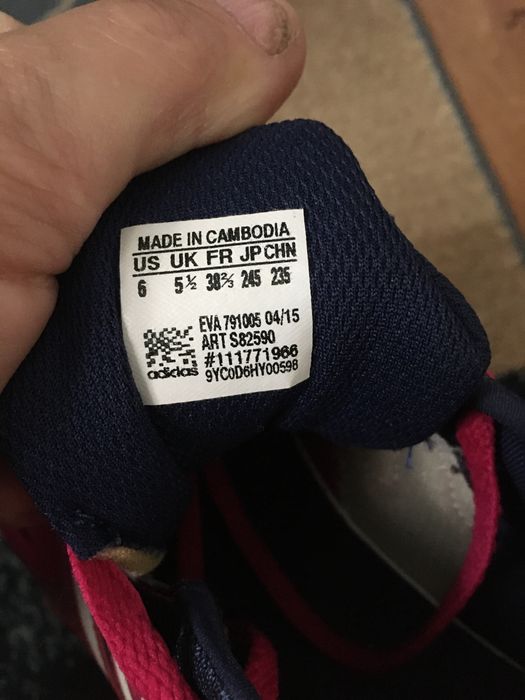 MADE IN CAMBODIA
US UK FR JP CHN
6 5½ 38⅔ 245 235
EVA 791005 04/15
ART S82590
#111771966
adidas 9YC0D6HY00598